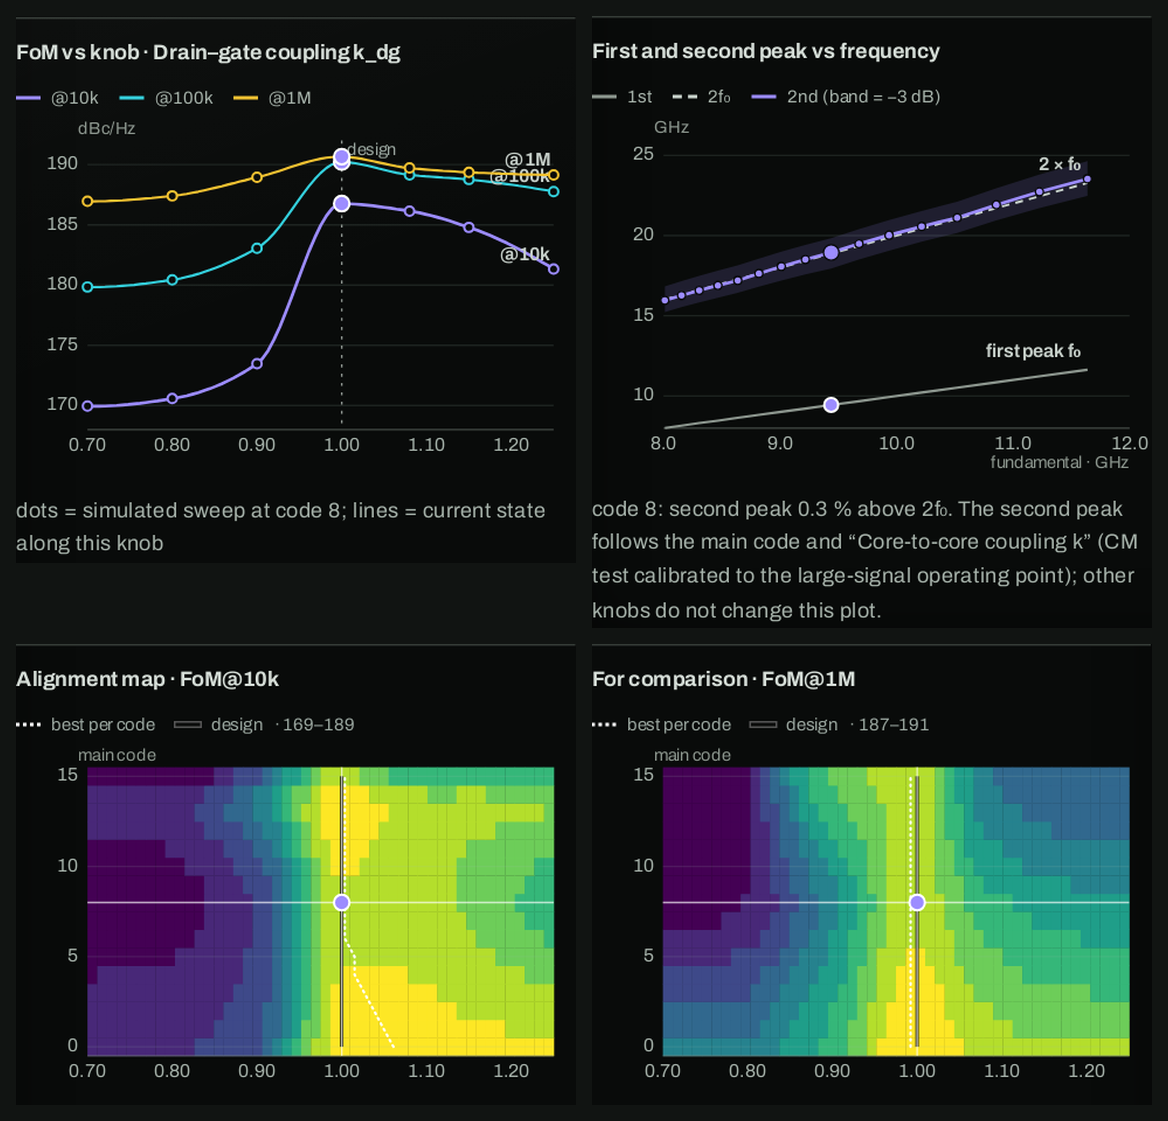 FoM vs knob · Drain–gate coupling k_dg
@10k @100k @1M
dBc/Hz
design
190
185
180
175
170
@1M
@100k
@10k
0.70 0.80 0.90 1.00 1.10 1.20
dots = simulated sweep at code 8; lines = current state
along this knob
First and second peak vs frequency
1st 2f₀ 2nd (band = −3 dB)
GHz
25
20
15
10
2 × f₀
first peak f₀
8.0 9.0 10.0 11.0 12.0
fundamental · GHz
code 8: second peak 0.3 % above 2f₀. The second peak
follows the main code and “Core-to-core coupling k” (CM
test calibrated to the large-signal operating point); other
knobs do not change this plot.
Alignment map · FoM@10k
best per code design · 169–189
main code
15
10
5
0
0.70 0.80 0.90 1.00 1.10 1.20
For comparison · FoM@1M
best per code design · 187–191
main code
15
10
5
0
0.70 0.80 0.90 1.00 1.10 1.20